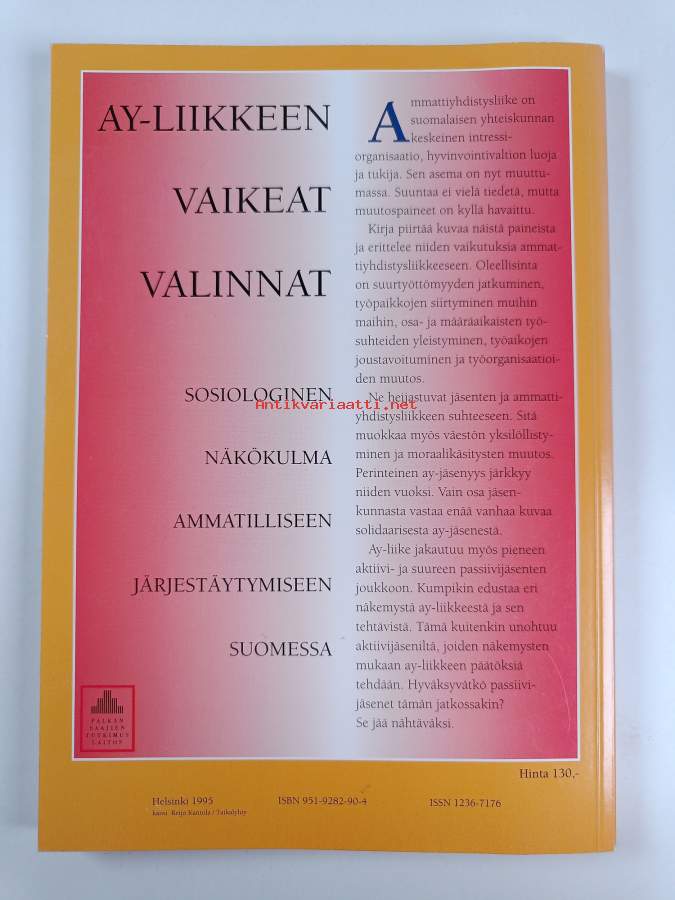 AY-LIIKKEEN
VAIKEAT
VALINNAT
SOSIOLOGINEN
NÄKÖKULMA
AMMATILLISEEN
JÄRJESTÄYTYMISEEN
SUOMESSA
Ammattiyhdistysliike on
suomalaisen yhteiskunnan
keskeinen intressi-
organisaatio, hyvinvointivaltion luoja
ja tukija. Sen asema on nyt muuttu-
massa. Suuntaa ei vielä tiedetä, mutta
muutospaineet on kyllä havaittu.
Kirja piirtää kuvaa näistä paineista
ja erittelee niiden vaikutuksia ammat-
tiyhdistysliikkeeseen. Oleellisinta
on suurtyöttömyyden jatkuminen,
työpaikkojen siirtyminen muihin
maihin, osa- ja määräaikaisten työ-
suhteiden yleistyminen, työaikojen
joustavoituminen ja työorganisaatioi-
den muutos.
Ne heijastuvat jäsenten ja ammatti-
yhdistysliikkeen suhteeseen. Sitä
muokkaa myös väestön yksilöllisty-
minen ja moraalikäsitysten muutos.
Perinteinen ay-jäsenyys järkkyy
niiden vuoksi. Vain osa jäsen-
kunnasta vastaa enää vanhaa kuvaa
solidaarisesta ay-jäsenestä.
Ay-liike jakautuu myös pieneen
aktiivi- ja suureen passiivijäsenten
joukkoon. Kumpikin edustaa eri
näkemystä ay-liikkeestä ja sen
tehtävistä. Tämä kuitenkin unohtuu
aktiivijäseniltä, joiden näkemysten
mukaan ay-liikkeen päätöksiä
tehdään. Hyväksyvätkö passiivi-
jäsenet tämän jatkossakin?
Se jää nähtäväksi.
Antikvariaatti.net
PALKAN
SAAJIEN
TUTKIMUS
LAITOS
Hinta 130,-
Helsinki 1995
ISBN 951-9282-90-4
ISSN 1236-7176
kansi Reijo Kantola / Taikolyhty